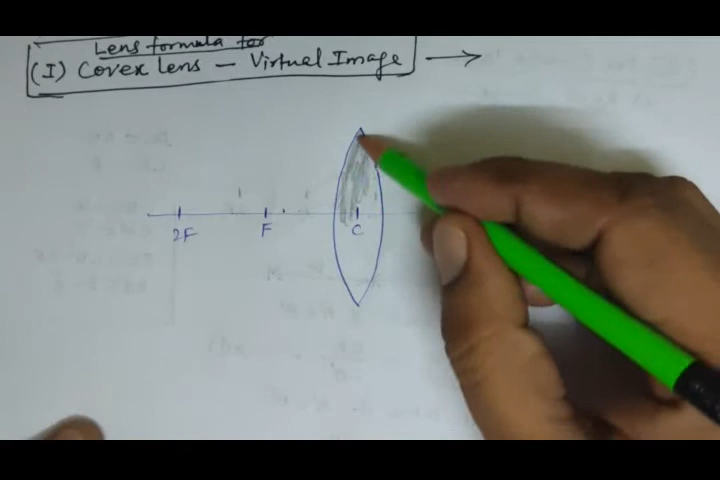 Lens formula for
(I) Covex Lens — Virtual Image →
2F F C